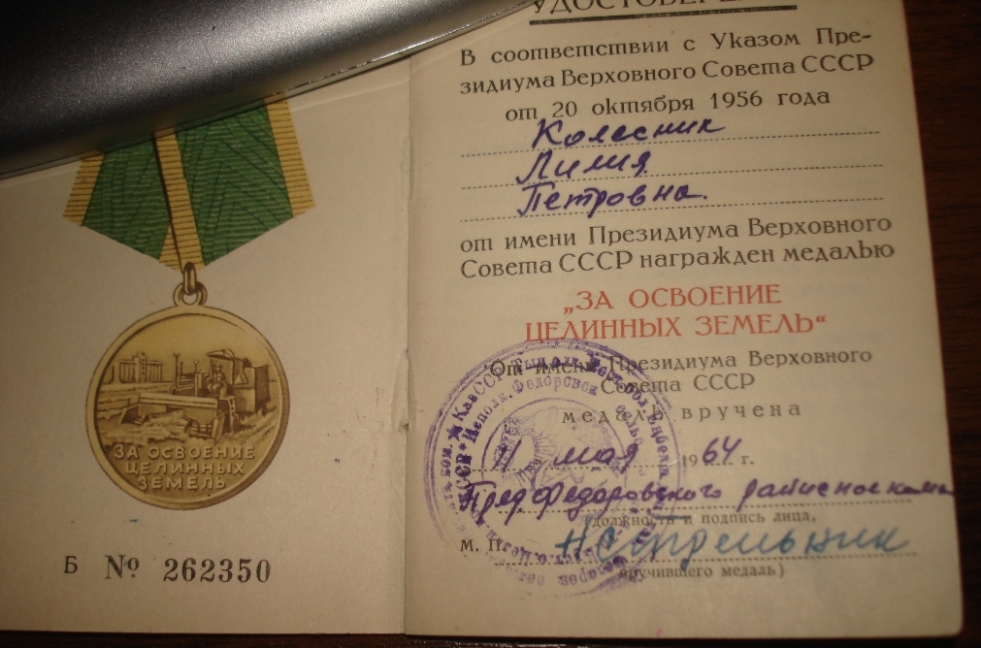 ЗА ОСВОЕНИЕ
ЦЕЛИННЫХ
ЗЕМЕЛЬ
Б № 262350
В соответствии с Указом Пре-
зидиума Верховного Совета СССР
от 20 октября 1956 года
Колесник
Лилия
Петровна.
от имени Президиума Верховного
Совета СССР награжден медалью
„ЗА ОСВОЕНИЕ
ЦЕЛИННЫХ ЗЕМЕЛЬ“
От имени Президиума Верховного
Совета СССР
медаль вручена
11 мая 1964 г.
Пред Федоровского
(должность и подпись лица,
М. П. Н Стрельник
вручившего медаль)